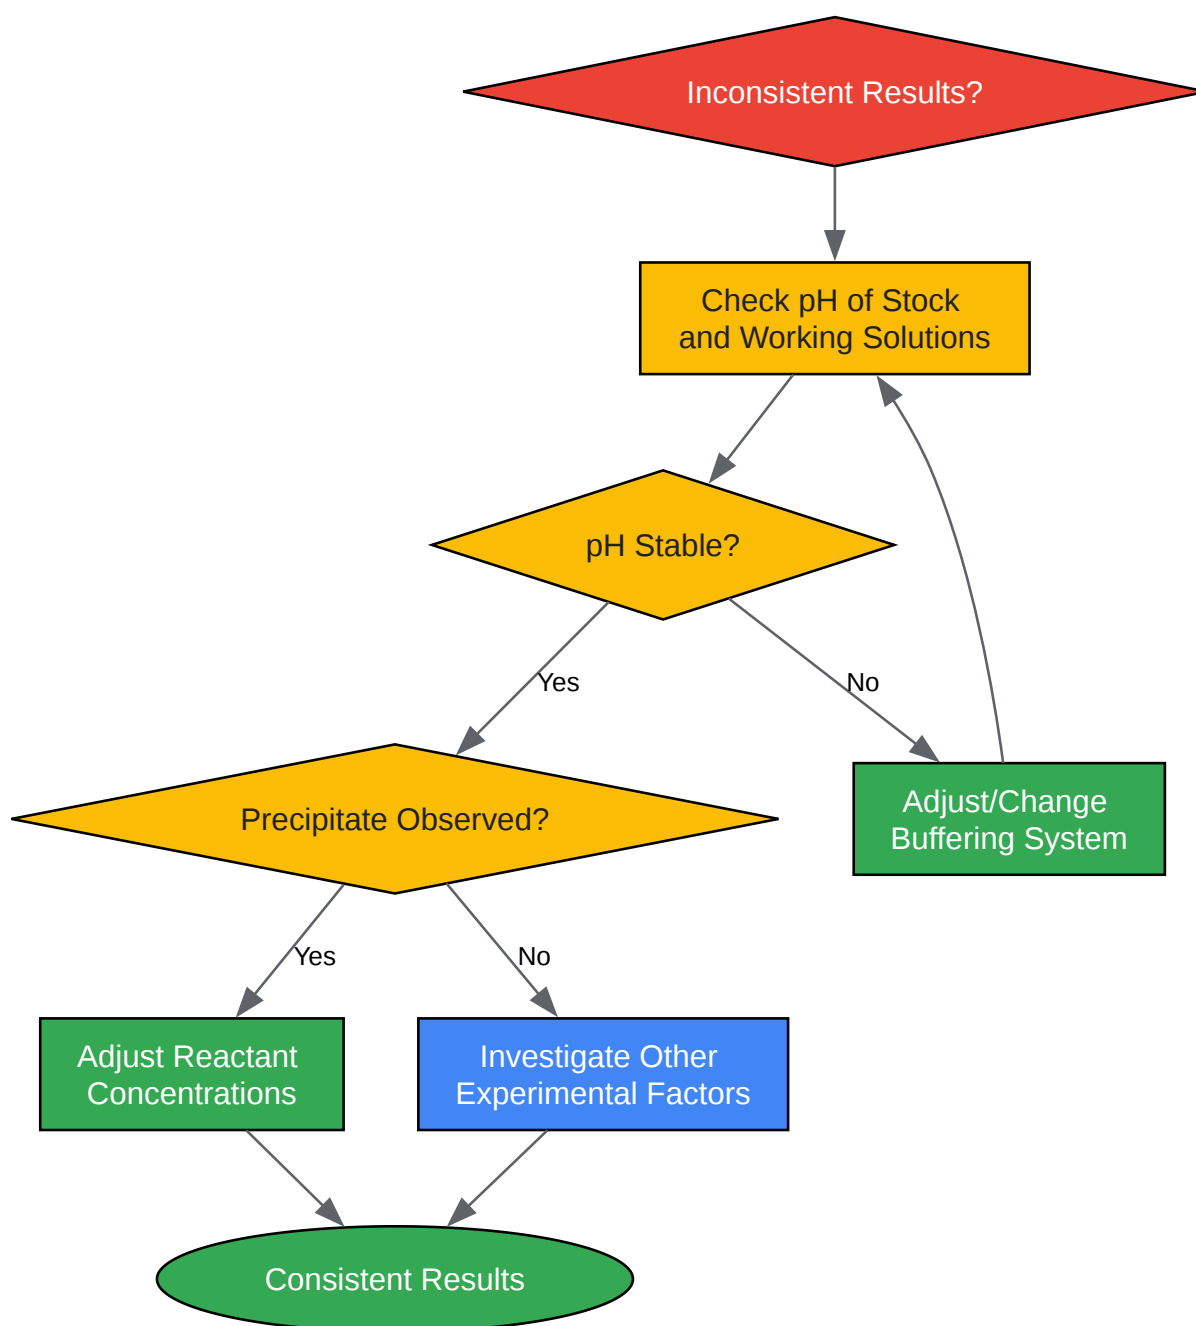 Inconsistent Results?
Check pH of Stock
and Working Solutions
pH Stable?
Yes
No
Precipitate Observed?
Adjust/Change
Buffering System
Yes
No
Adjust Reactant
Concentrations
Investigate Other
Experimental Factors
Consistent Results